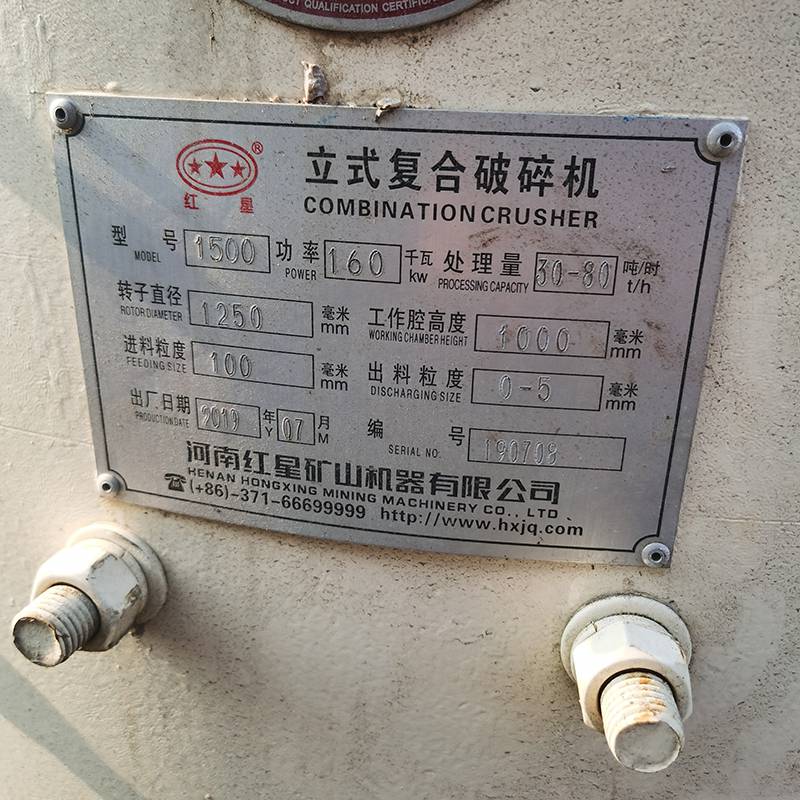 UCT QUALIFICATION CERTIFICA
红 星 ®
立式复合破碎机
COMBINATION CRUSHER
型号 MODEL 1500 功率 POWER 160 千瓦 kw 处理量 PROCESSING CAPACITY 30-80 吨/时 t/h
转子直径 ROTOR DIAMETER 1250 毫米 mm 工作腔高度 WORKING CHAMBER HEIGHT 1000 毫米 mm
进料粒度 FEEDING SIZE 100 毫米 mm 出料粒度 DISCHARGING SIZE 0-5 毫米 mm
出厂日期 PRODUCTION DATE 2019 年 Y 07 月 M 编号 SERIAL NO. 190708
河南红星矿山机器有限公司
HENAN HONGXING MINING MACHINERY CO., LTD
☎(+86)-371-66699999 http://www.hxjq.com